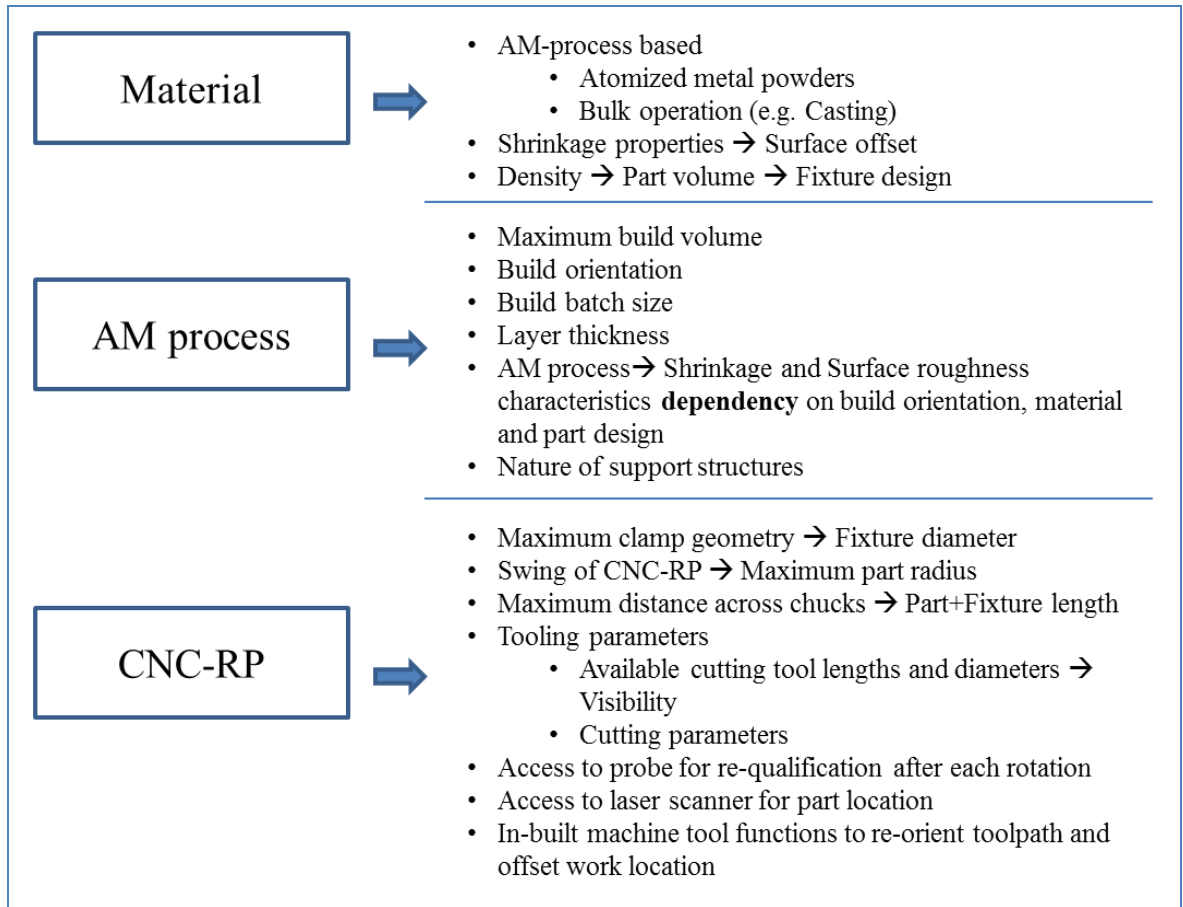 Material
• AM-process based
• Atomized metal powders
• Bulk operation (e.g. Casting)
• Shrinkage properties → Surface offset
• Density → Part volume → Fixture design
AM process
• Maximum build volume
• Build orientation
• Build batch size
• Layer thickness
• AM process→ Shrinkage and Surface roughness
characteristics dependency on build orientation, material
and part design
• Nature of support structures
CNC-RP
• Maximum clamp geometry → Fixture diameter
• Swing of CNC-RP → Maximum part radius
• Maximum distance across chucks → Part+Fixture length
• Tooling parameters
• Available cutting tool lengths and diameters →
Visibility
• Cutting parameters
• Access to probe for re-qualification after each rotation
• Access to laser scanner for part location
• In-built machine tool functions to re-orient toolpath and
offset work location